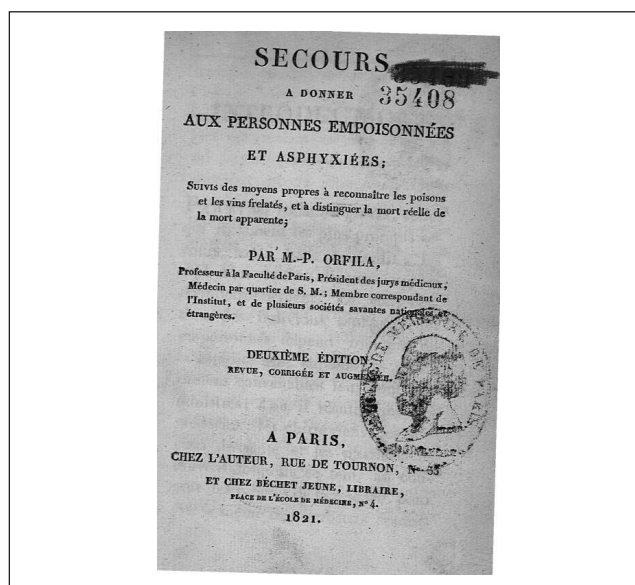 SECOURS
A DONNER
35408
AUX PERSONNES EMPOISONNÉES
ET ASPHYXIÉES;
SUIVIS des moyens propres à reconnaître les poisons
et les vins frelatés, et à distinguer la mort réelle de
la mort apparente;
PAR M.-P. ORFILA,
Professeur à la Faculté de Paris, Président des jurys médicaux,
Médecin par quartier de S. M.; Membre correspondant de
l'Institut, et de plusieurs sociétés savantes nationales et
étrangères.
DEUXIÈME ÉDITION,
REVUE, CORRIGÉE ET AUGMENTÉE.
DE MÉDECINE DE PARIS
A PARIS,
CHEZ L'AUTEUR, RUE DE TOURNON, N°
ET CHEZ BÉCHET JEUNE, LIBRAIRE,
PLACE DE L'ÉCOLE DE MÉDECINE, N° 4.
1821.